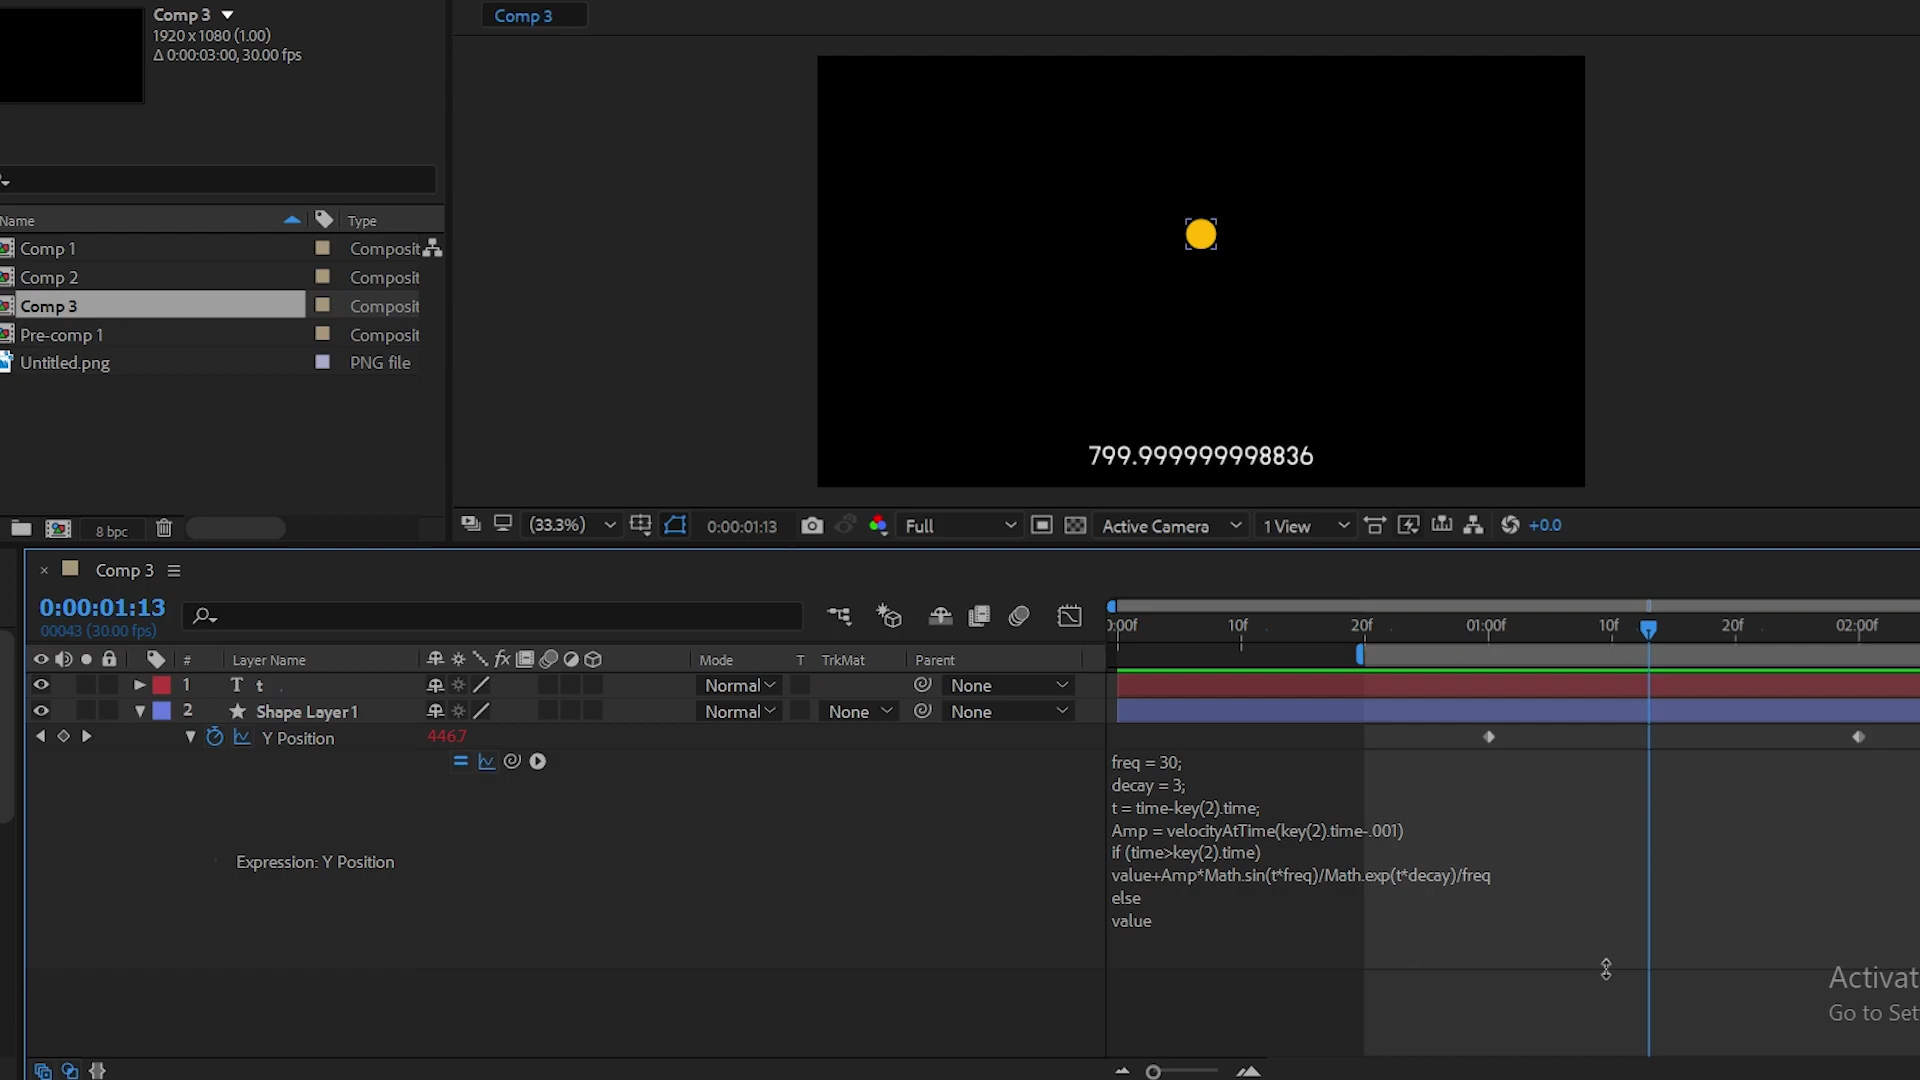 Comp 3
1920 x 1080 (1.00)
Δ 0:00:03:00, 30.00 fps
Comp 3
Name
Type
Comp 1
Composit
Comp 2
Composit
Comp 3
Composit
Pre-comp 1
Composit
Untitled.png
PNG file
799.999999998836
8 bpc
(33.3%)
0:00:01:13
Full
Active Camera
1 View
+0.0
Comp 3
0:00:01:13
00043 (30.00 fps)
:00f
10f
20f
01:00f
10f
20f
02:00f
#
Layer Name
fx
Mode
T
TrkMat
Parent
1
T
t
Normal
None
2
Shape Layer 1
Normal
None
None
Y Position
446.7
freq = 30;
decay = 3;
t = time-key(2).time;
Amp = velocityAtTime(key(2).time-.001)
if (time>key(2).time)
value+Amp*Math.sin(t*freq)/Math.exp(t*decay)/freq
else
value
Expression: Y Position
Activat
Go to Set